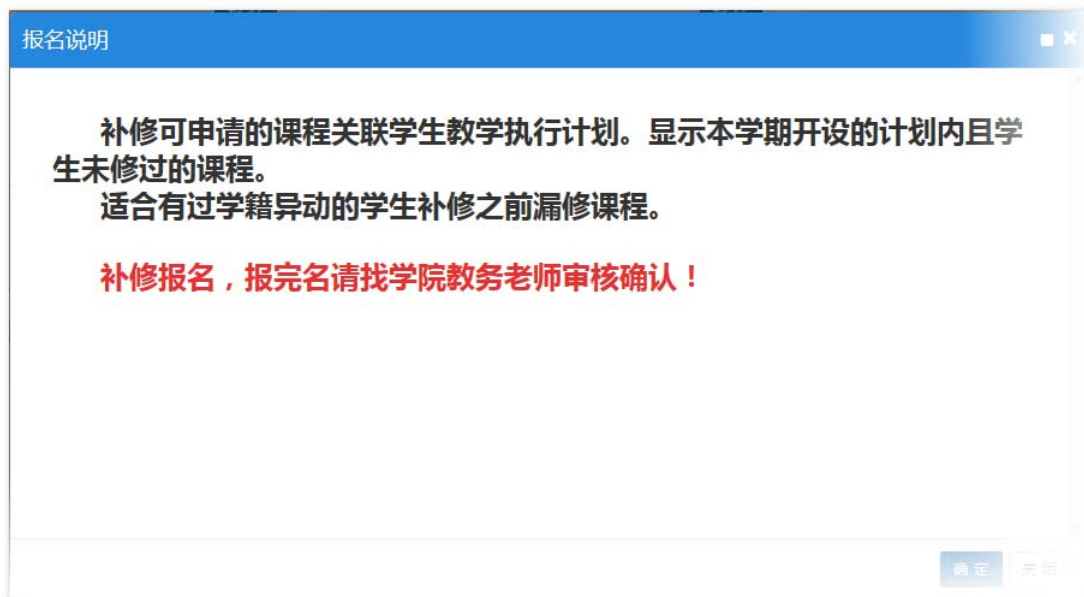 报名说明
补修可申请的课程关联学生教学执行计划。显示本学期开设的计划内且学
生未修过的课程。
适合有过学籍异动的学生补修之前漏修课程。
补修报名，报完名请找学院教务老师审核确认！
确定
关闭